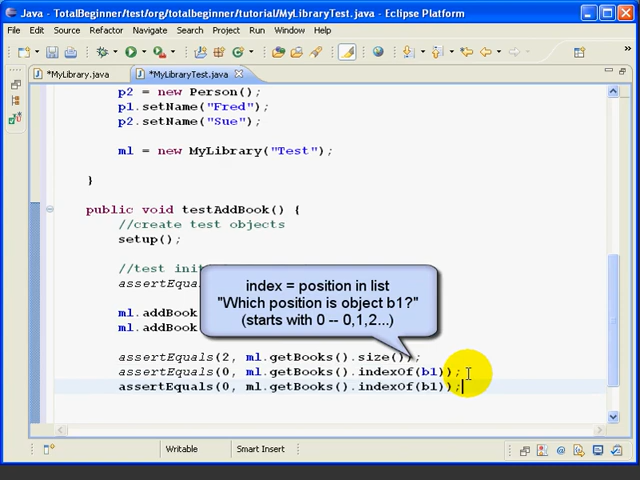 Java - TotalBeginner/test/org/totalbeginner/tutorial/MyLibraryTest.java - Eclipse Platform
File Edit Source Refactor Navigate Search Project Run Window Help
*MyLibrary.java *MyLibraryTest.java
p2 = new Person();
p1.setName("Fred");
p2.setName("Sue");
ml = new MyLibrary("Test");
}
public void testAddBook() {
//create test objects
setup();
//test
assertEquals
index = position in list
"Which position is object b1?"
(starts with 0 -- 0,1,2...)
ml.addBook
ml.addBook
assertEquals(2, ml.getBooks().size());
assertEquals(0, ml.getBooks().indexOf(b1));
assertEquals(0, ml.getBooks().indexOf(b1));
Writable Smart Insert